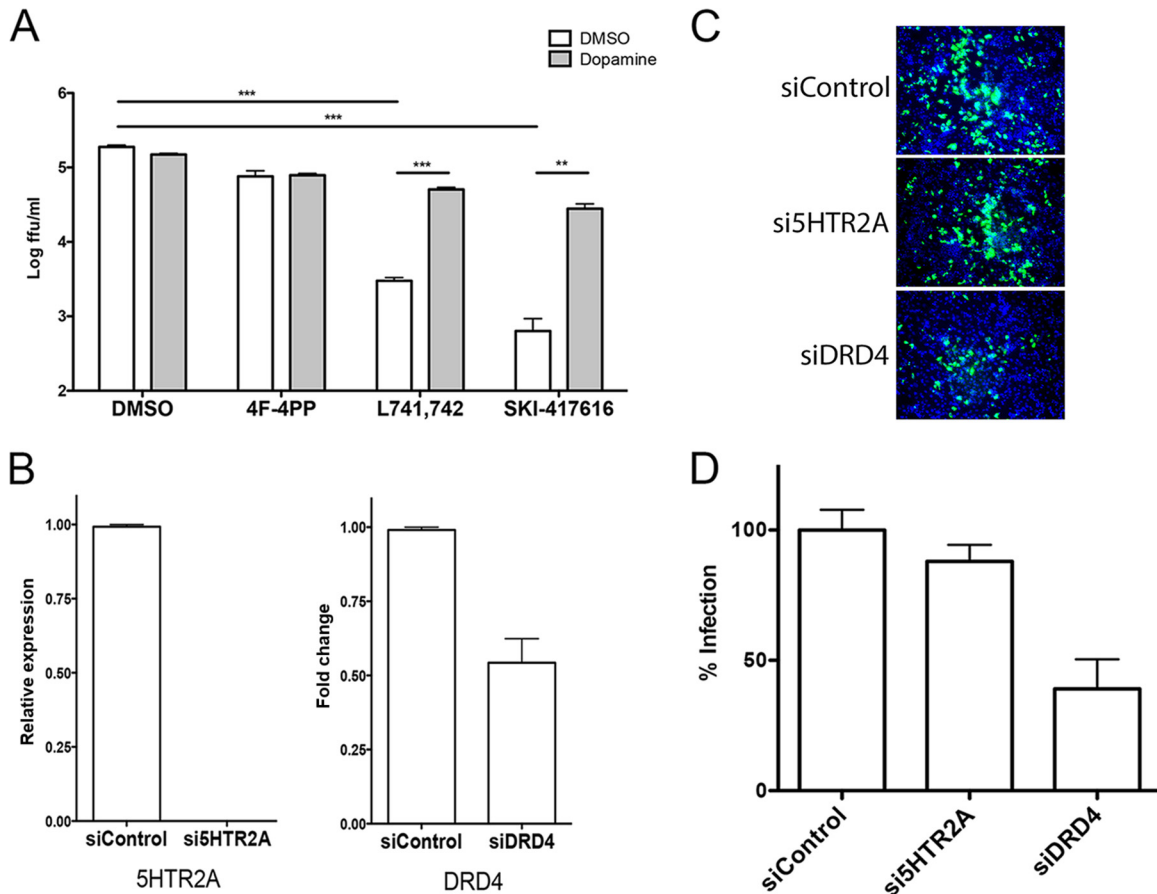 A
DMSO
Dopamine
Log ffu/ml
6
5
4
3
2
***
***
***
**
DMSO 4F-4PP L741,742 SKI-417616
C
siControl
si5HTR2A
siDRD4
B
Relative expression
1.00
0.75
0.50
0.25
0.00
siControl si5HTR2A
5HTR2A
Fold change
1.00
0.75
0.50
0.25
0.00
siControl siDRD4
DRD4
D
% Infection
100
50
0
siControl
si5HTR2A
siDRD4